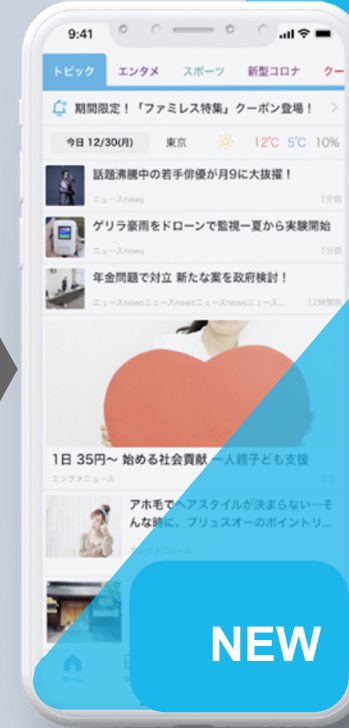 9:41
トピック エンタメ スポーツ 新型コロナ クー
期間限定！「ファミレス特集」クーポン登場！
今日 12/30(月) 東京 12℃ 5℃ 10%
話題沸騰中の若手俳優が月9に大抜擢！
ニュースnews 1分前
ゲリラ豪雨をドローンで監視一夏から実験開始
ニュースnews 1分前
年金問題で対立 新たな案を政府検討！
ニュースnewsニュースnewsニュースnewsニュース... 12時間前
1日 35円〜 始める社会貢献 一人親子ども支援
エンタメニュース
アホ毛でヘアスタイルが決まらない…そ
んな時に、プリュスオーのポイントリ...
エンタメニュース
NEW
ホーム